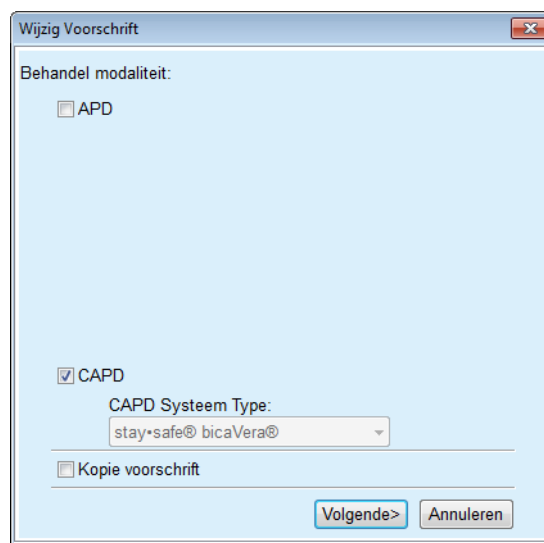 Wijzig Voorschrift
Behandel modaliteit:
APD
CAPD
CAPD Systeem Type:
stay•safe® bicaVera®
Kopie voorschrift
Volgende> Annuleren